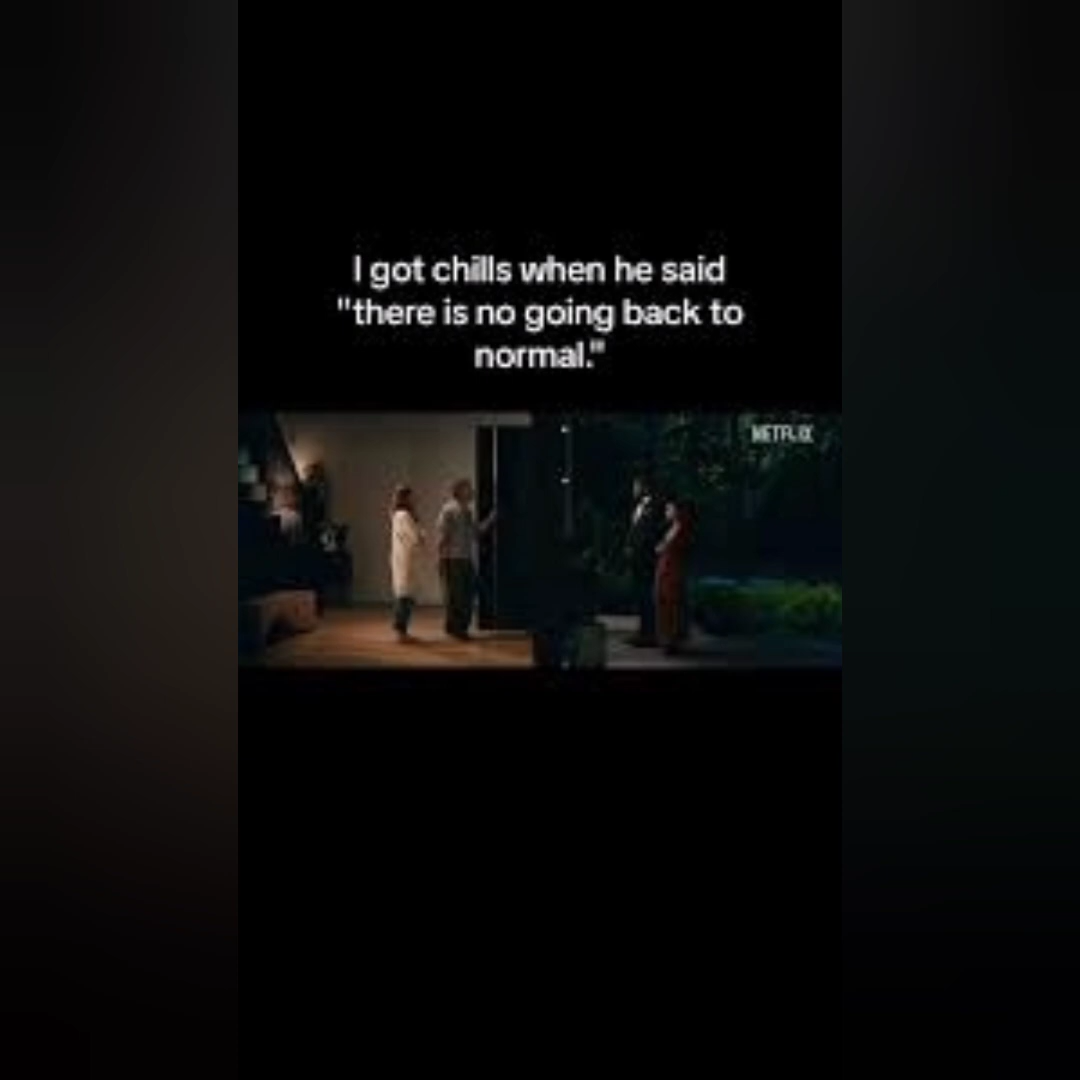 I got chills when he said
"there is no going back to
normal."
NETFLIX